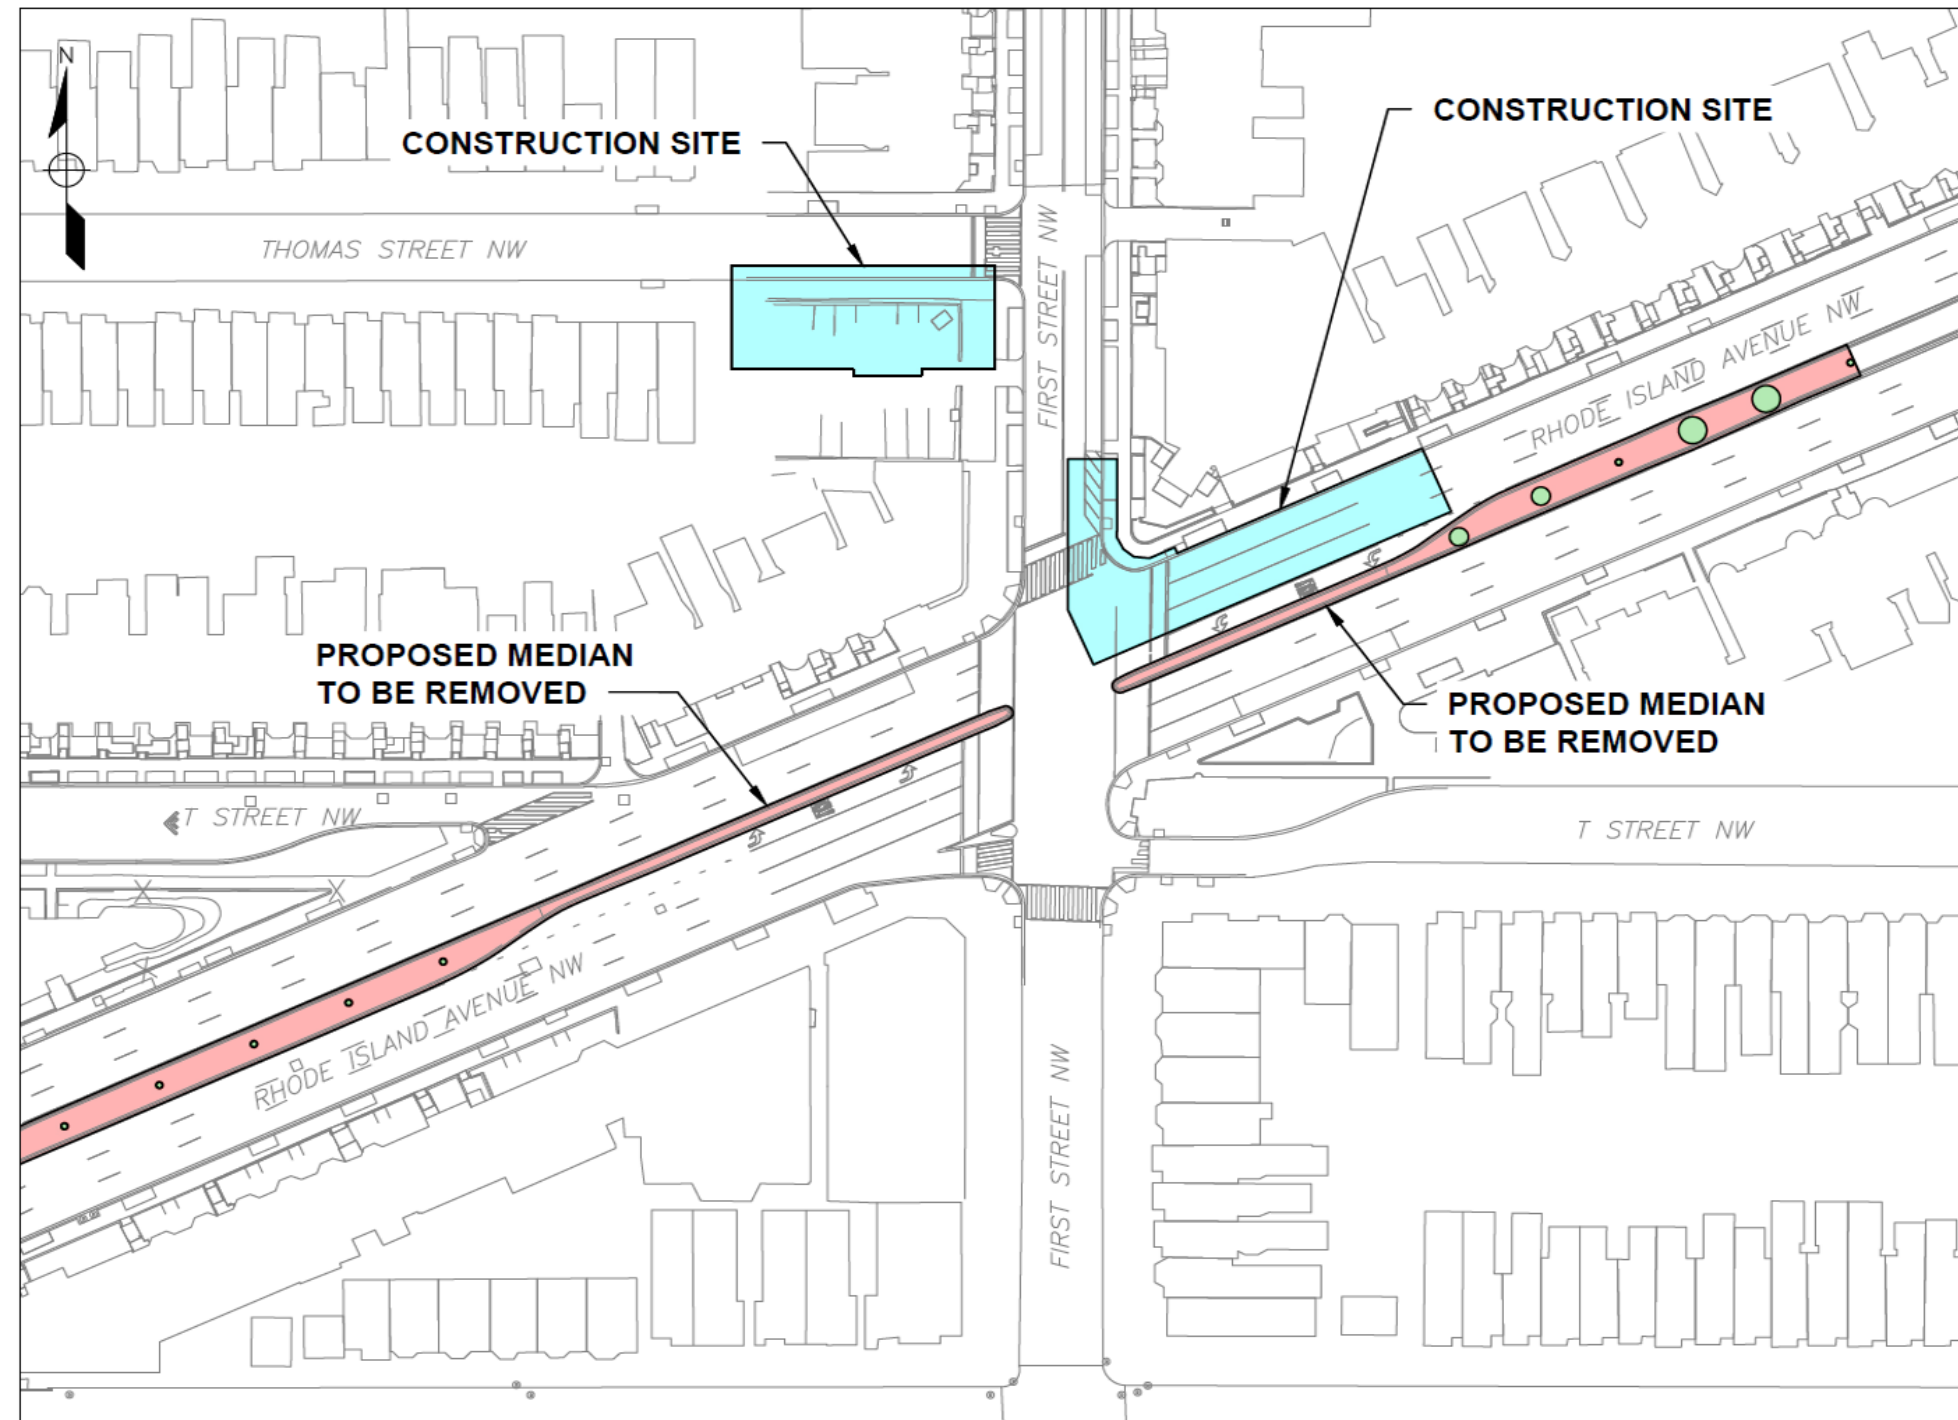 N
CONSTRUCTION SITE
CONSTRUCTION SITE
THOMAS STREET NW
FIRST STREET NW
RHODE ISLAND AVENUE NW
PROPOSED MEDIAN
TO BE REMOVED
PROPOSED MEDIAN
TO BE REMOVED
T STREET NW
T STREET NW
RHODE ISLAND AVENUE NW
FIRST STREET NW